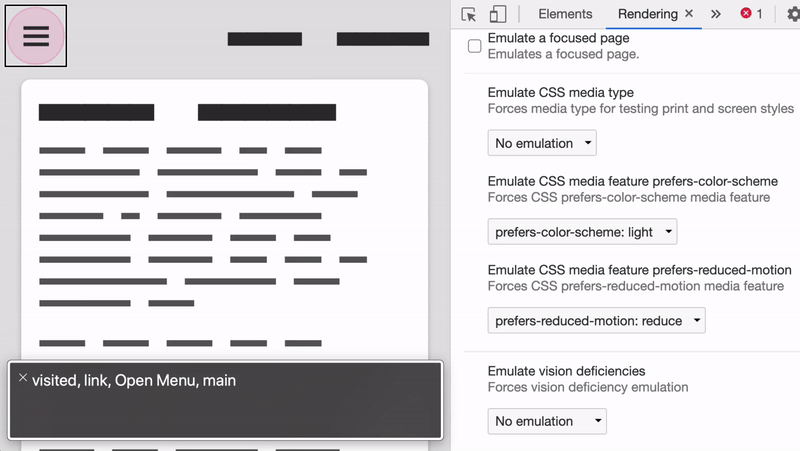 Elements
Rendering ×
»
1
Emulate a focused page
Emulates a focused page.
Emulate CSS media type
Forces media type for testing print and screen styles
No emulation
Emulate CSS media feature prefers-color-scheme
Forces CSS prefers-color-scheme media feature
prefers-color-scheme: light
Emulate CSS media feature prefers-reduced-motion
Forces CSS prefers-reduced-motion media feature
prefers-reduced-motion: reduce
Emulate vision deficiencies
Forces vision deficiency emulation
No emulation
visited, link, Open Menu, main